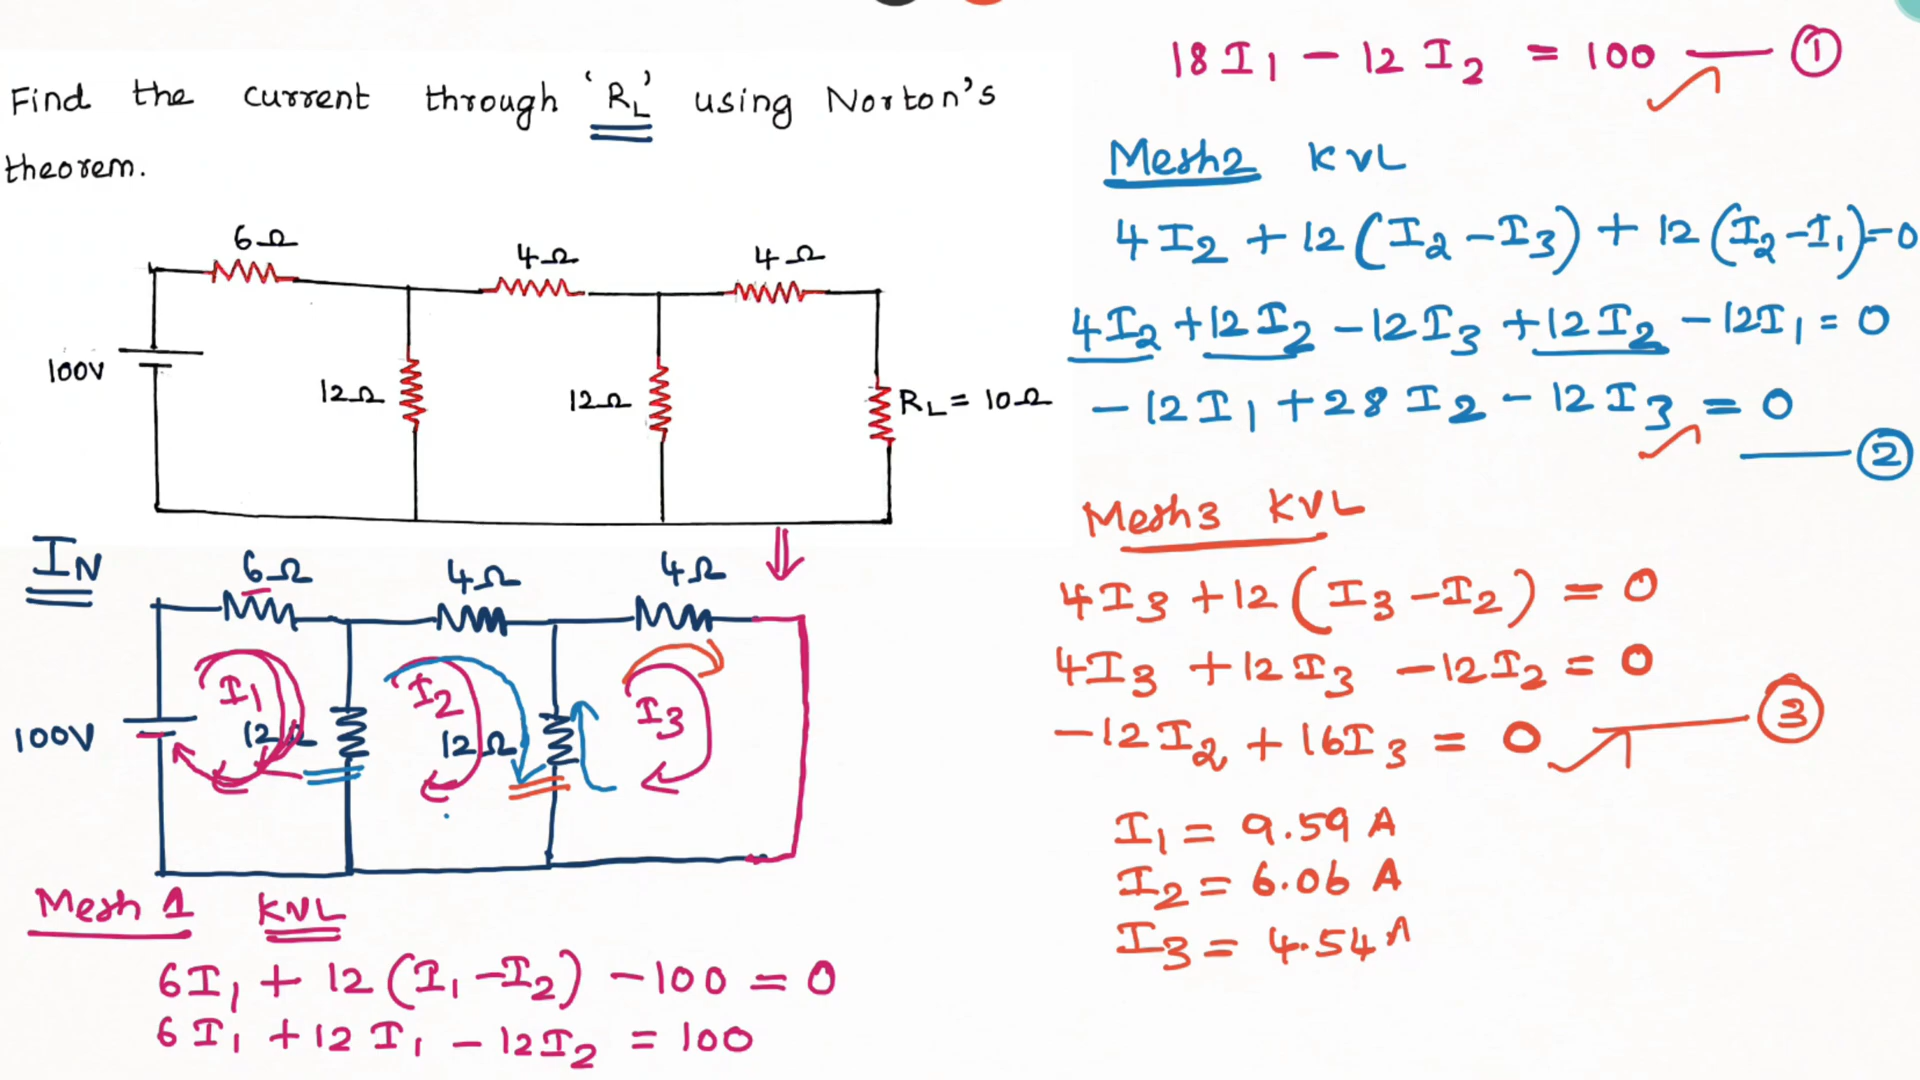 Find the current through 'RL' using Norton's
theorem.
6Ω
4Ω
4Ω
100V
12Ω
12Ω
RL = 10Ω
IN
6Ω
4Ω
4Ω
100V
I1
12Ω
I2
12Ω
I3
Mesh 1 KVL
6I1 + 12(I1 - I2) - 100 = 0
6I1 + 12I1 - 12I2 = 100
18I1 - 12I2 = 100 — ①
Mesh2 KVL
4I2 + 12(I2 - I3) + 12(I2 - I1) = 0
4I2 + 12I2 - 12I3 + 12I2 - 12I1 = 0
-12I1 + 28I2 - 12I3 = 0
— ②
Mesh3 KVL
4I3 + 12(I3 - I2) = 0
4I3 + 12I3 - 12I2 = 0
-12I2 + 16I3 = 0 — ③
I1 = 9.59 A
I2 = 6.06 A
I3 = 4.54 A